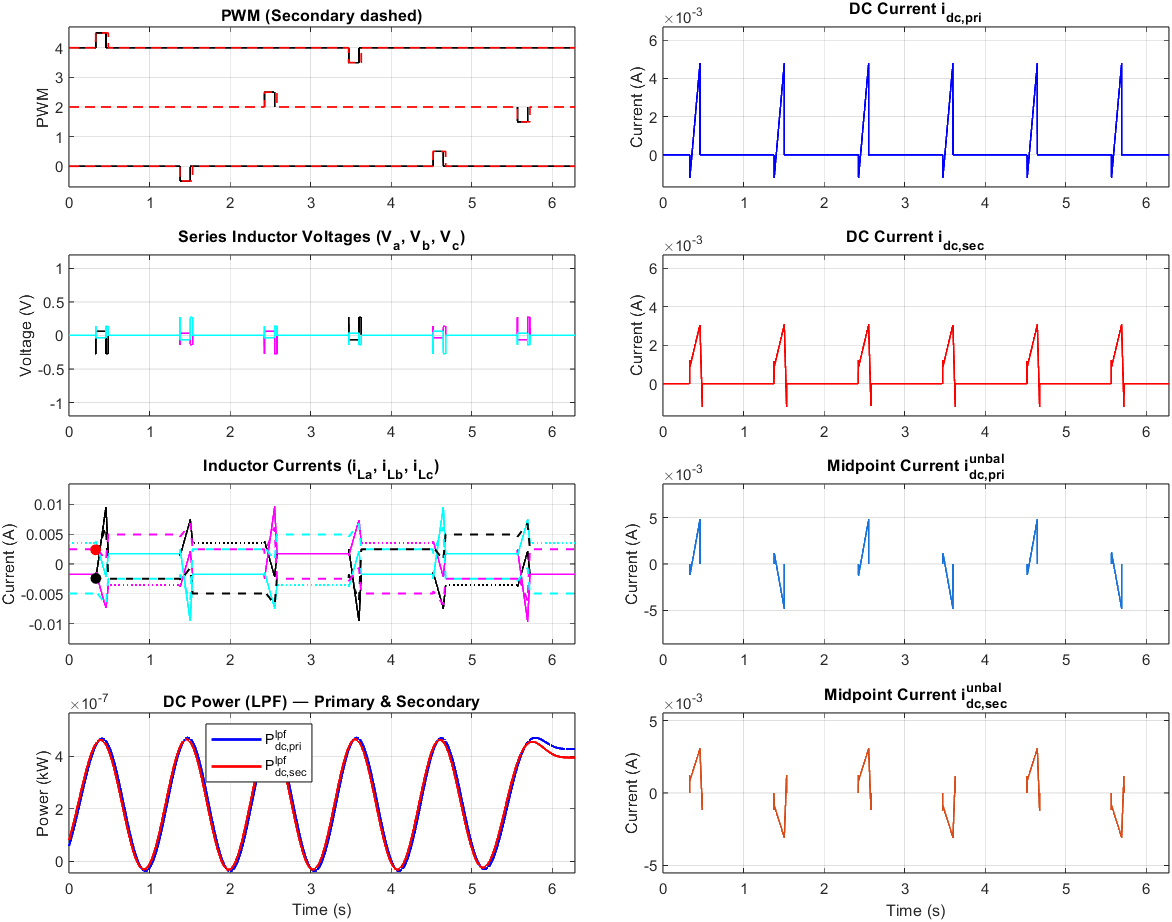 PWM (Secondary dashed)
PWM
4
3
2
1
0
0 1 2 3 4 5 6
DC Current i_dc,pri
×10^-3
Current (A)
6
4
2
0
0 1 2 3 4 5 6
Series Inductor Voltages (V_a, V_b, V_c)
Voltage (V)
1
0.5
0
-0.5
-1
0 1 2 3 4 5 6
DC Current i_dc,sec
×10^-3
Current (A)
6
4
2
0
0 1 2 3 4 5 6
Inductor Currents (i_La, i_Lb, i_Lc)
Current (A)
0.01
0.005
0
-0.005
-0.01
0 1 2 3 4 5 6
Midpoint Current i_dc,pri^unbal
×10^-3
Current (A)
5
0
-5
0 1 2 3 4 5 6
DC Power (LPF) — Primary & Secondary
×10^-7
Power (kW)
4
2
0
P_dc,pri^lpf
P_dc,sec^lpf
0 1 2 3 4 5 6
Time (s)
Midpoint Current i_dc,sec^unbal
×10^-3
Current (A)
5
0
-5
0 1 2 3 4 5 6
Time (s)